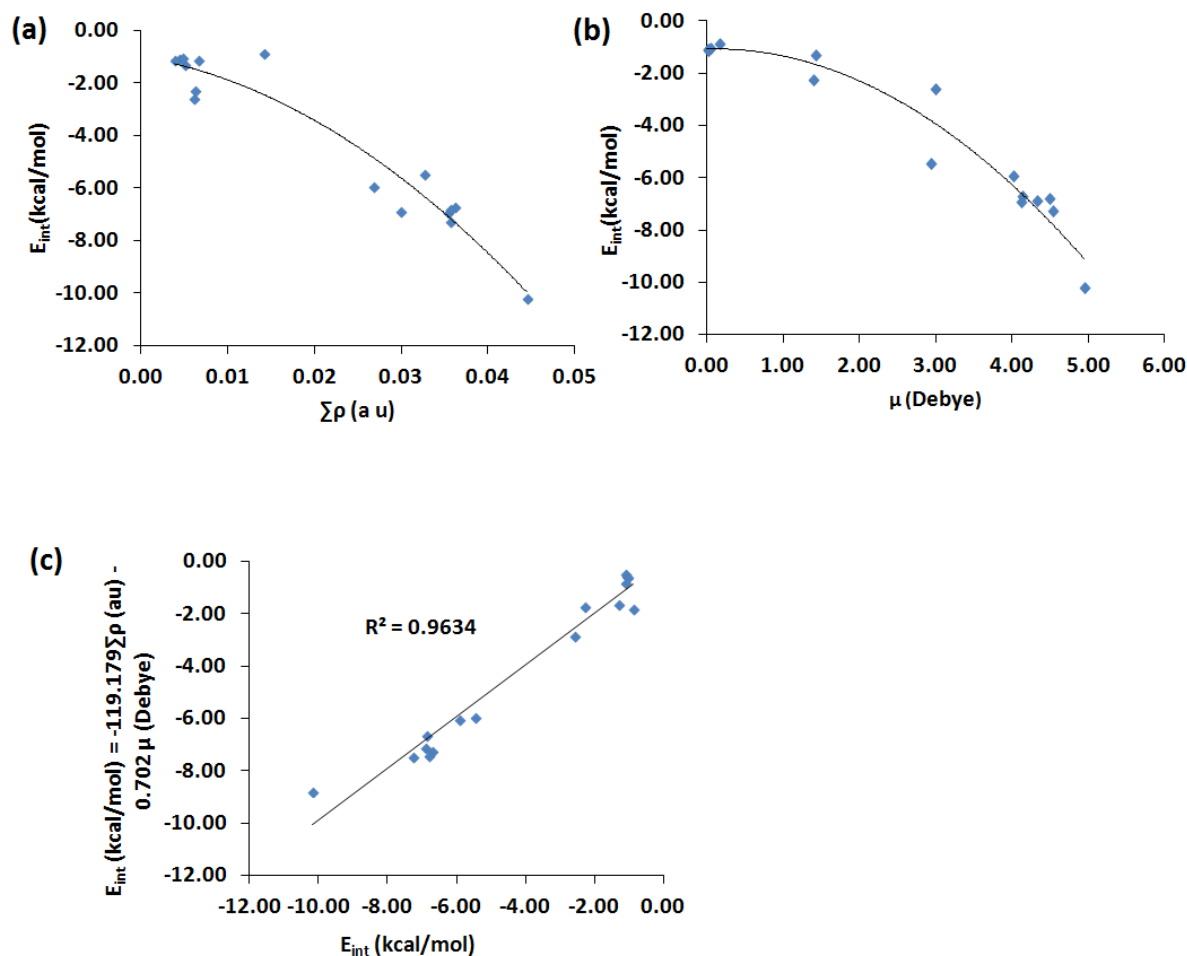 (a)
0.00
-2.00
-4.00
-6.00
-8.00
-10.00
-12.00
E_int(kcal/mol)
0.00 0.01 0.02 0.03 0.04 0.05
∑ρ (a u)
(b)
0.00
-2.00
-4.00
-6.00
-8.00
-10.00
-12.00
E_int(kcal/mol)
0.00 1.00 2.00 3.00 4.00 5.00 6.00
µ (Debye)
(c)
0.00
-2.00
-4.00
-6.00
-8.00
-10.00
-12.00
E_int (kcal/mol) = -119.179∑ρ (au) -
0.702 µ (Debye)
R² = 0.9634
-12.00 -10.00 -8.00 -6.00 -4.00 -2.00 0.00
E_int (kcal/mol)